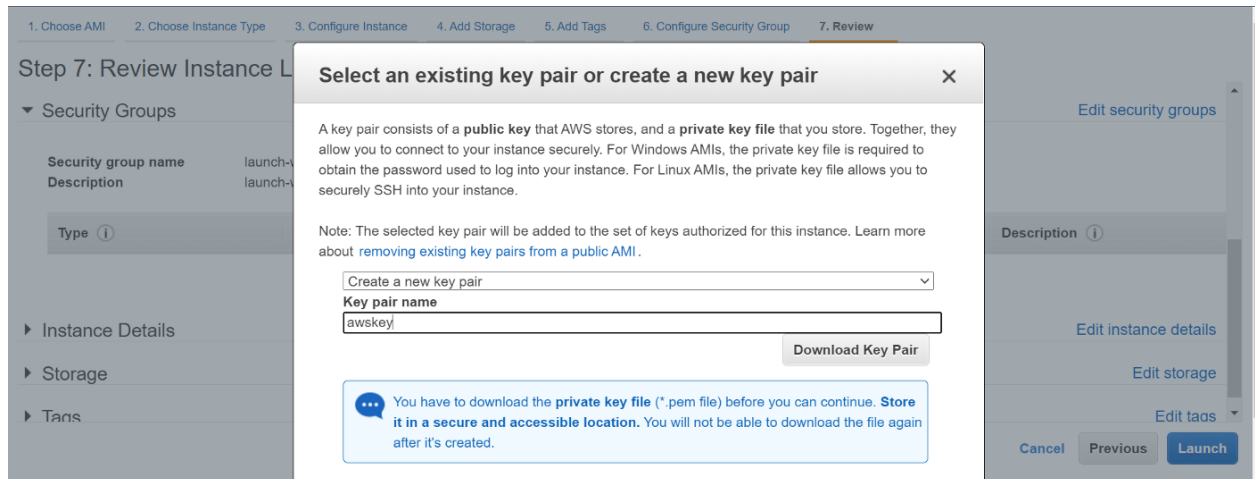 1. Choose AMI 2. Choose Instance Type 3. Configure Instance 4. Add Storage 5. Add Tags 6. Configure Security Group 7. Review
Step 7: Review Instance L
Security Groups
Edit security groups
Security group name launch-v
Description launch-v
Type
Description
Instance Details
Edit instance details
Storage
Edit storage
Tags
Edit tags
Cancel Previous Launch
Select an existing key pair or create a new key pair
A key pair consists of a public key that AWS stores, and a private key file that you store. Together, they
allow you to connect to your instance securely. For Windows AMIs, the private key file is required to
obtain the password used to log into your instance. For Linux AMIs, the private key file allows you to
securely SSH into your instance.
Note: The selected key pair will be added to the set of keys authorized for this instance. Learn more
about removing existing key pairs from a public AMI .
Create a new key pair
Key pair name
awskey
Download Key Pair
You have to download the private key file (*.pem file) before you can continue. Store
it in a secure and accessible location. You will not be able to download the file again
after it's created.